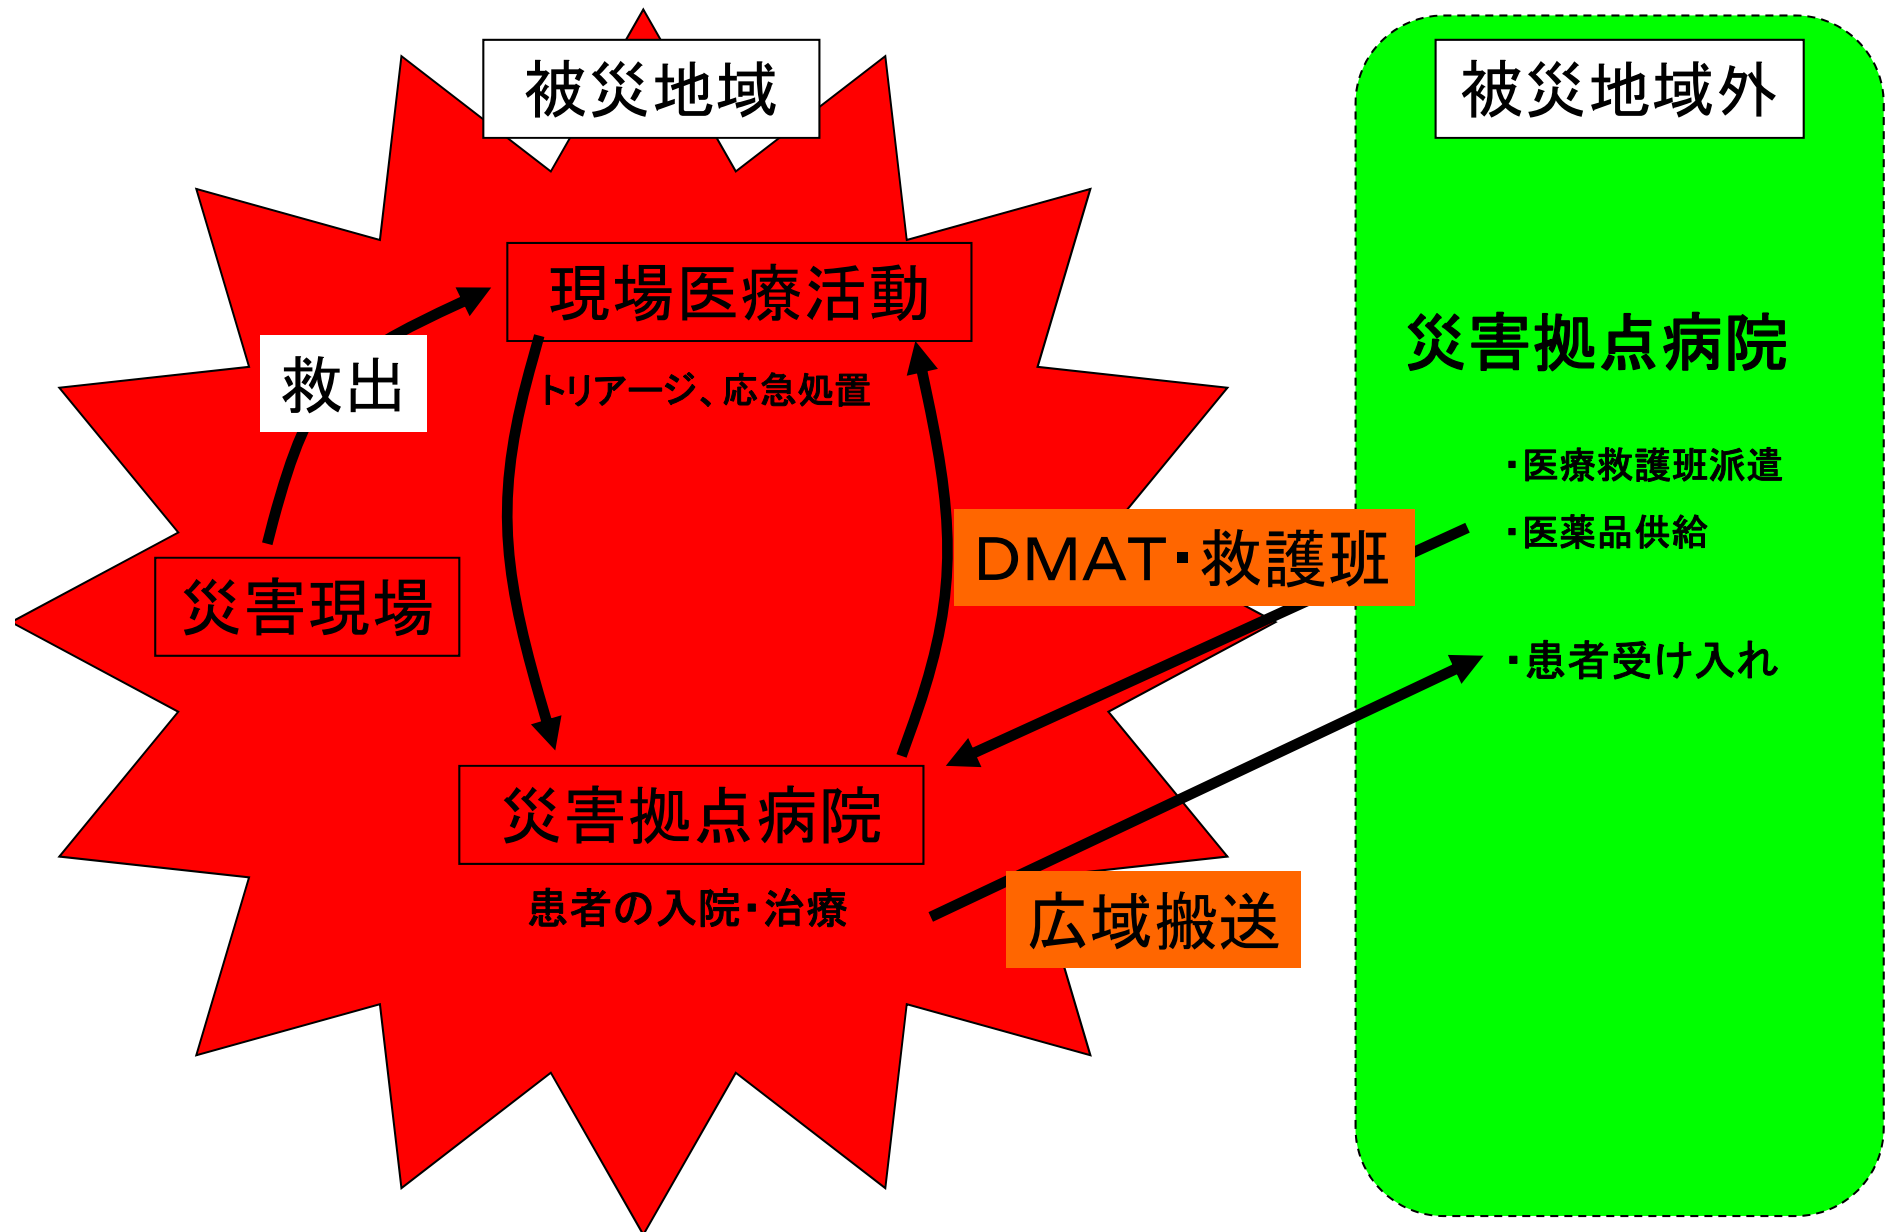 被災地域
現場医療活動
トリアージ、応急処置
救出
災害現場
災害拠点病院
患者の入院・治療
DMAT・救護班
広域搬送
被災地域外
災害拠点病院
・医療救護班派遣
・医薬品供給
・患者受け入れ